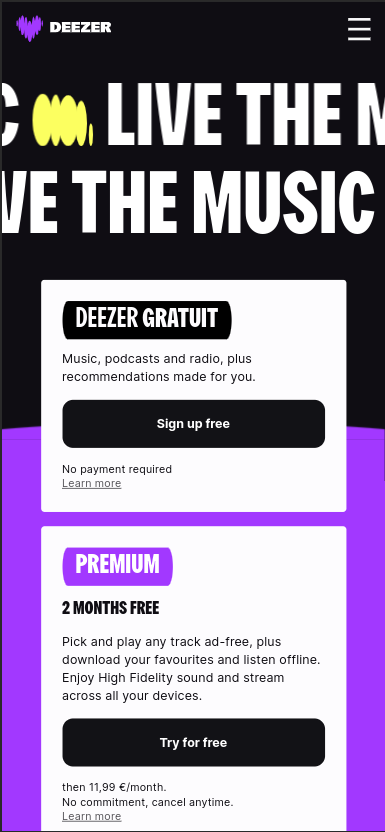 DEEZER
C LIVE THE M
VE THE MUSIC
DEEZER GRATUIT
Music, podcasts and radio, plus
recommendations made for you.
Sign up free
No payment required
Learn more
PREMIUM
2 MONTHS FREE
Pick and play any track ad-free, plus
download your favourites and listen offline.
Enjoy High Fidelity sound and stream
across all your devices.
Try for free
then 11,99 €/month.
No commitment, cancel anytime.
Learn more